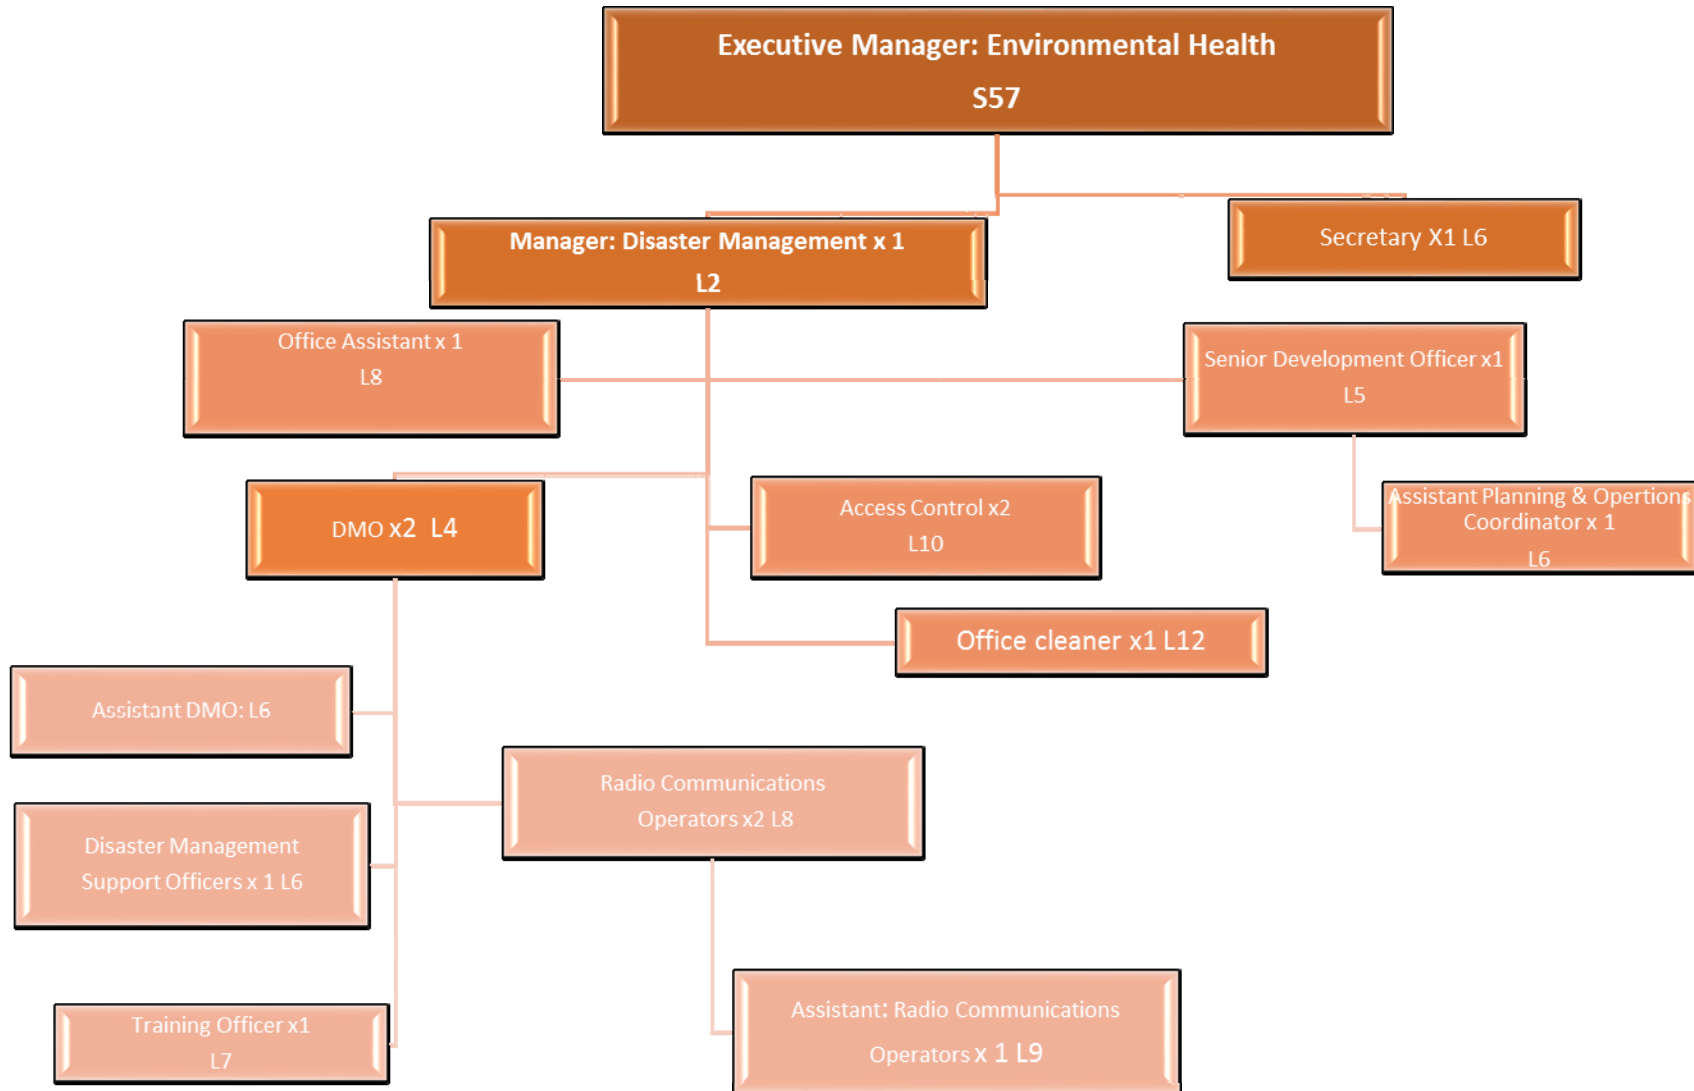 Executive Manager: Environmental Health
S57
Manager: Disaster Management x 1
L2
Secretary X1 L6
Office Assistant x 1
L8
Senior Development Officer x1
L5
DMO x2 L4
Access Control x2
L10
Assistant Planning & Opertions
Coordinator x 1
L6
Office cleaner x1 L12
Assistant DMO: L6
Radio Communications
Operators x2 L8
Disaster Management
Support Officers x 1 L6
Training Officer x1
L7
Assistant: Radio Communications
Operators x 1 L9